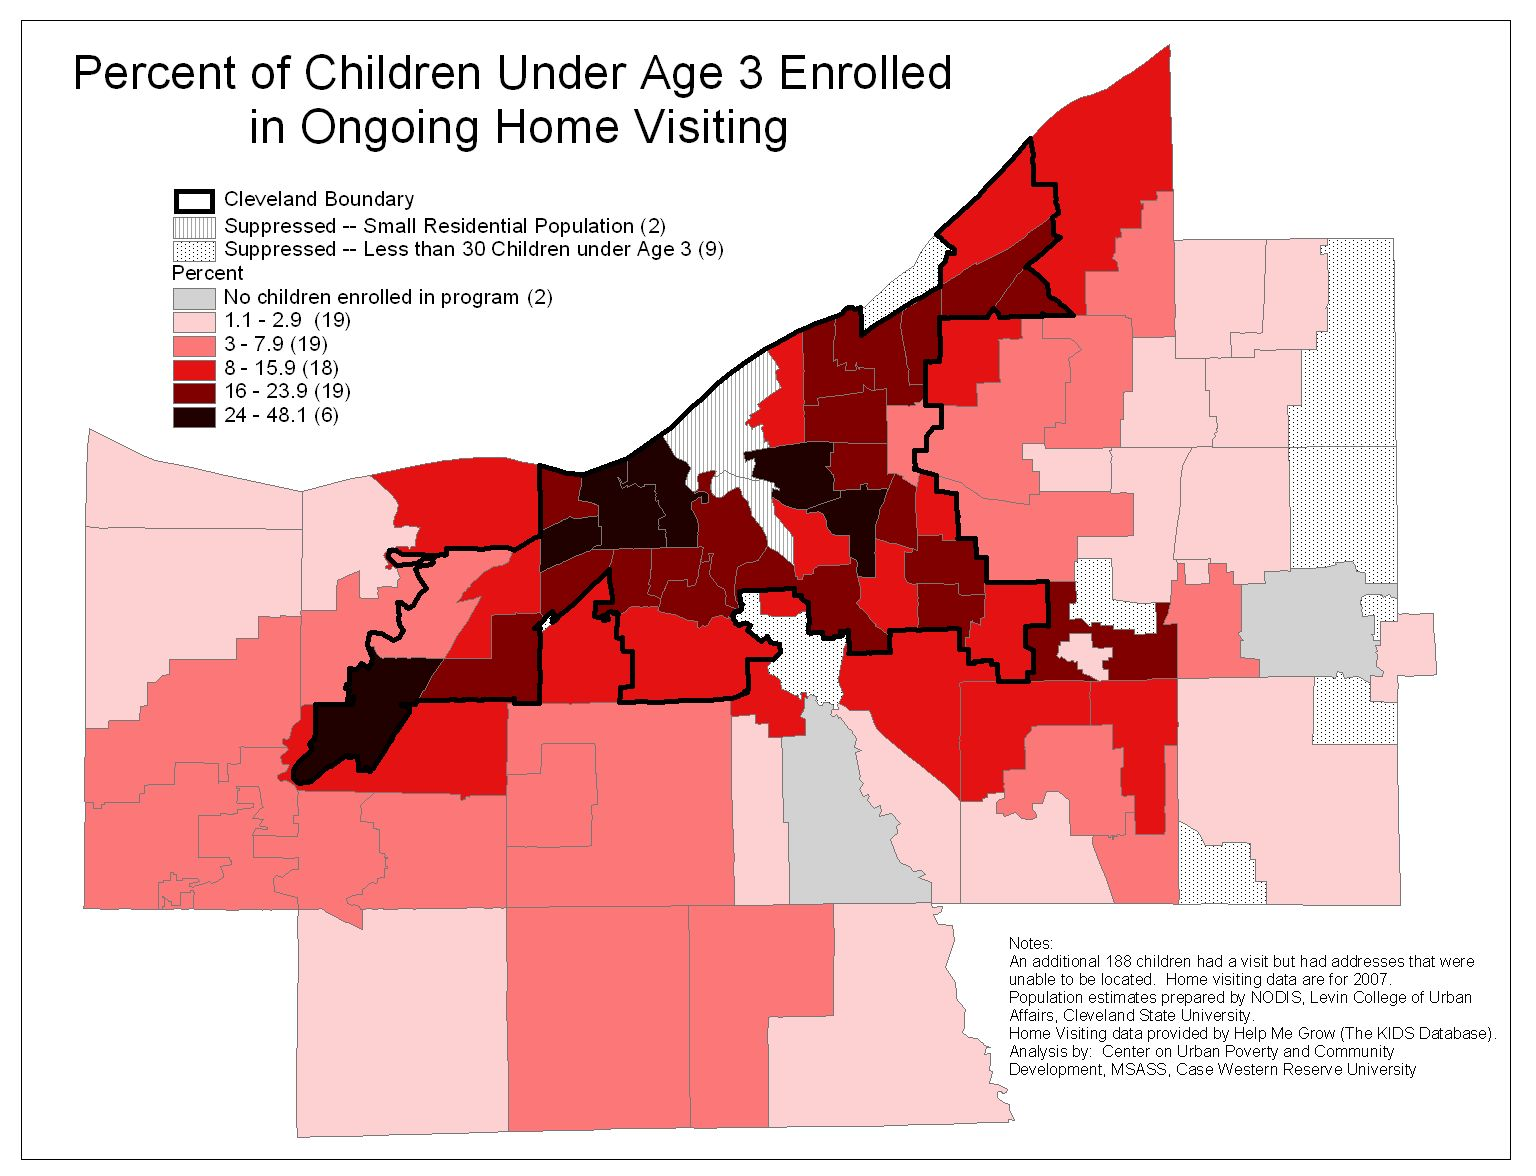 Percent of Children Under Age 3 Enrolled
in Ongoing Home Visiting
Cleveland Boundary
Suppressed -- Small Residential Population (2)
Suppressed -- Less than 30 Children under Age 3 (9)
Percent
No children enrolled in program (2)
1.1 - 2.9 (19)
3 - 7.9 (19)
8 - 15.9 (18)
16 - 23.9 (19)
24 - 48.1 (6)
Notes:
An additional 188 children had a visit but had addresses that were
unable to be located. Home visiting data are for 2007.
Population estimates prepared by NODIS, Levin College of Urban
Affairs, Cleveland State University.
Home Visiting data provided by Help Me Grow (The KIDS Database).
Analysis by: Center on Urban Poverty and Community
Development, MSASS, Case Western Reserve University